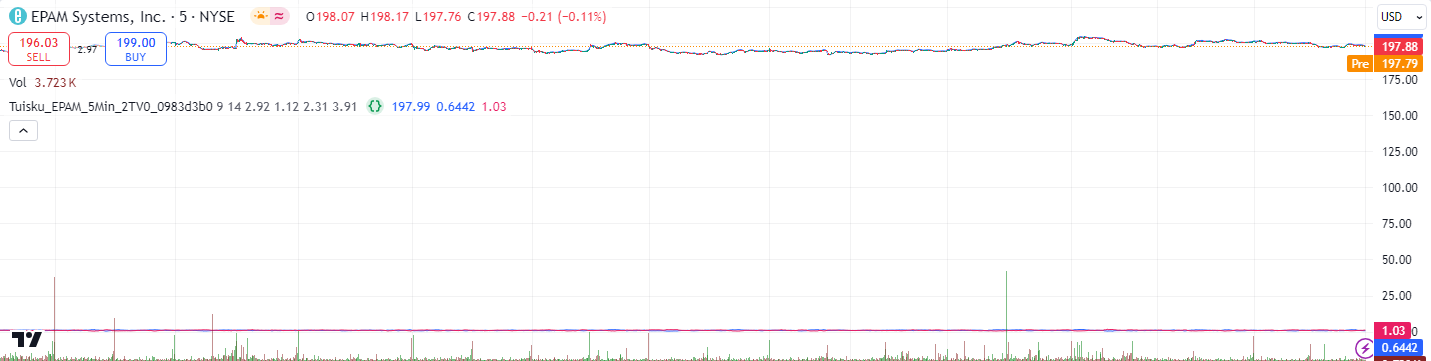 EPAM Systems, Inc. · 5 · NYSE O198.07 H198.17 L197.76 C197.88 −0.21 (−0.11%)
USD
196.03 SELL 2.97 199.00 BUY
197.88
Pre 197.79
Vol 3.723 K
175.00
Tuisku_EPAM_5Min_2TV0_0983d3b0 9 14 2.92 1.12 2.31 3.91 {} 197.99 0.6442 1.03
150.00
125.00
100.00
75.00
50.00
25.00
1.03
0.6442